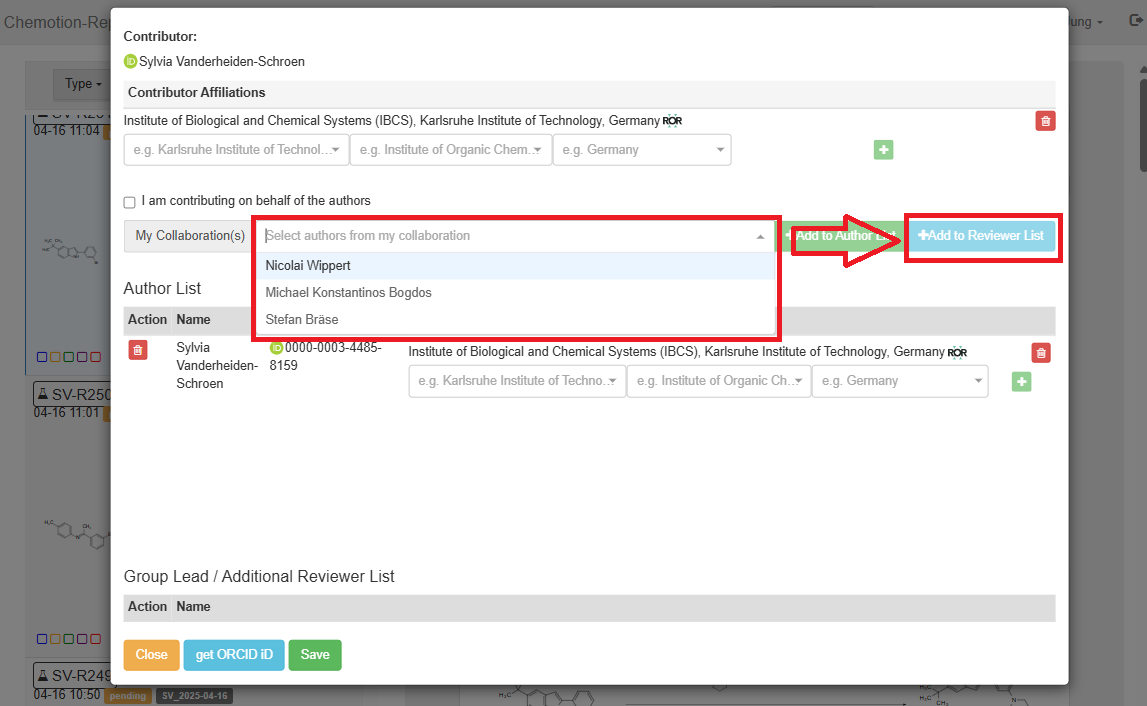 Chemotion-Rep
lung
Contributor:
iD Sylvia Vanderheiden-Schroen
Type
Contributor Affiliations
SV-R251
04-16 11:04
Institute of Biological and Chemical Systems (IBCS), Karlsruhe Institute of Technology, Germany ROR
e.g. Karlsruhe Institute of Technol... e.g. Institute of Organic Chem... e.g. Germany
I am contributing on behalf of the authors
My Collaboration(s) Select authors from my collaboration +Add to Author List +Add to Reviewer List
Nicolai Wippert
Michael Konstantinos Bogdos
Stefan Bräse
Author List
Action Name
Sylvia Vanderheiden-Schroen
iD 0000-0003-4485-8159
Institute of Biological and Chemical Systems (IBCS), Karlsruhe Institute of Technology, Germany ROR
e.g. Karlsruhe Institute of Techno... e.g. Institute of Organic Ch... e.g. Germany
SV-R250
04-16 11:01
H₃C
CH₃
Group Lead / Additional Reviewer List
Action Name
Close get ORCID iD Save
SV-R249
04-16 10:50 pending SV_2025-04-16